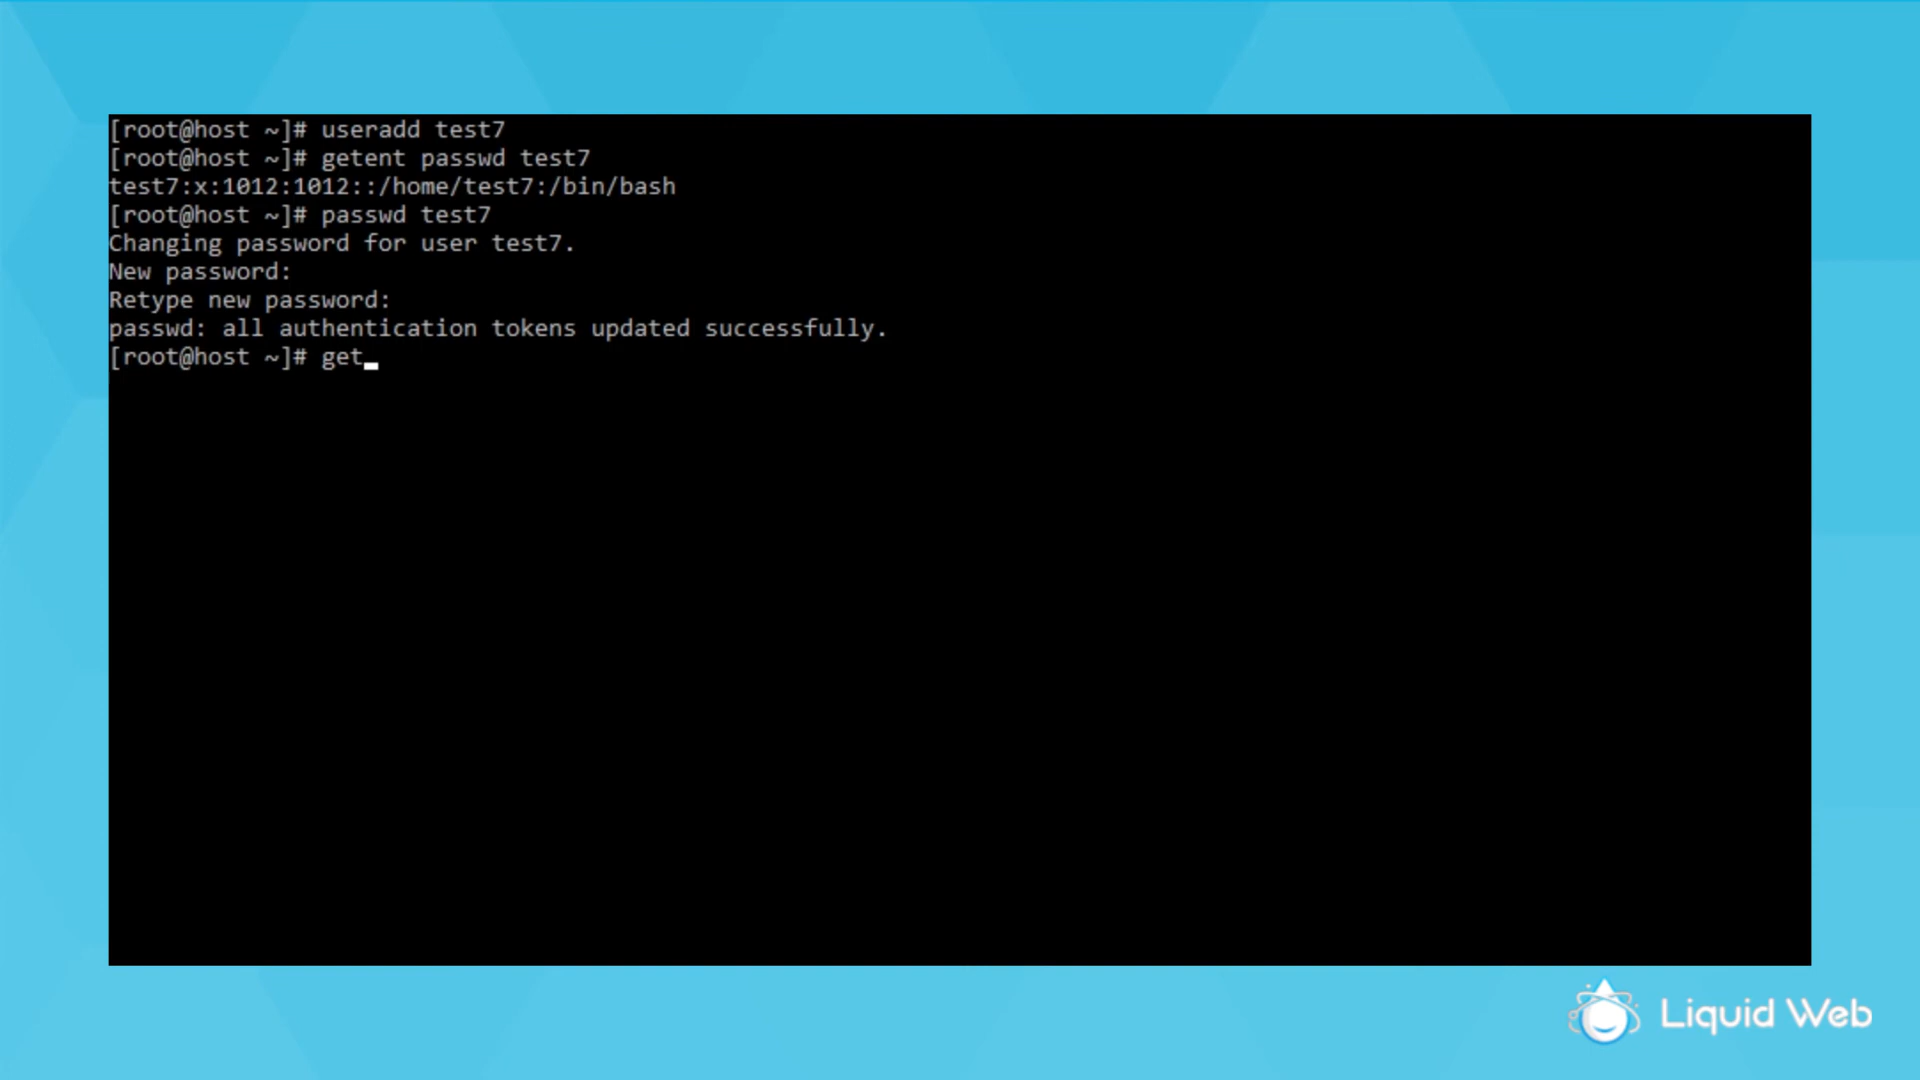 [root@host ~]# useradd test7
[root@host ~]# getent passwd test7
test7:x:1012:1012::/home/test7:/bin/bash
[root@host ~]# passwd test7
Changing password for user test7.
New password:
Retype new password:
passwd: all authentication tokens updated successfully.
[root@host ~]# get
Liquid Web